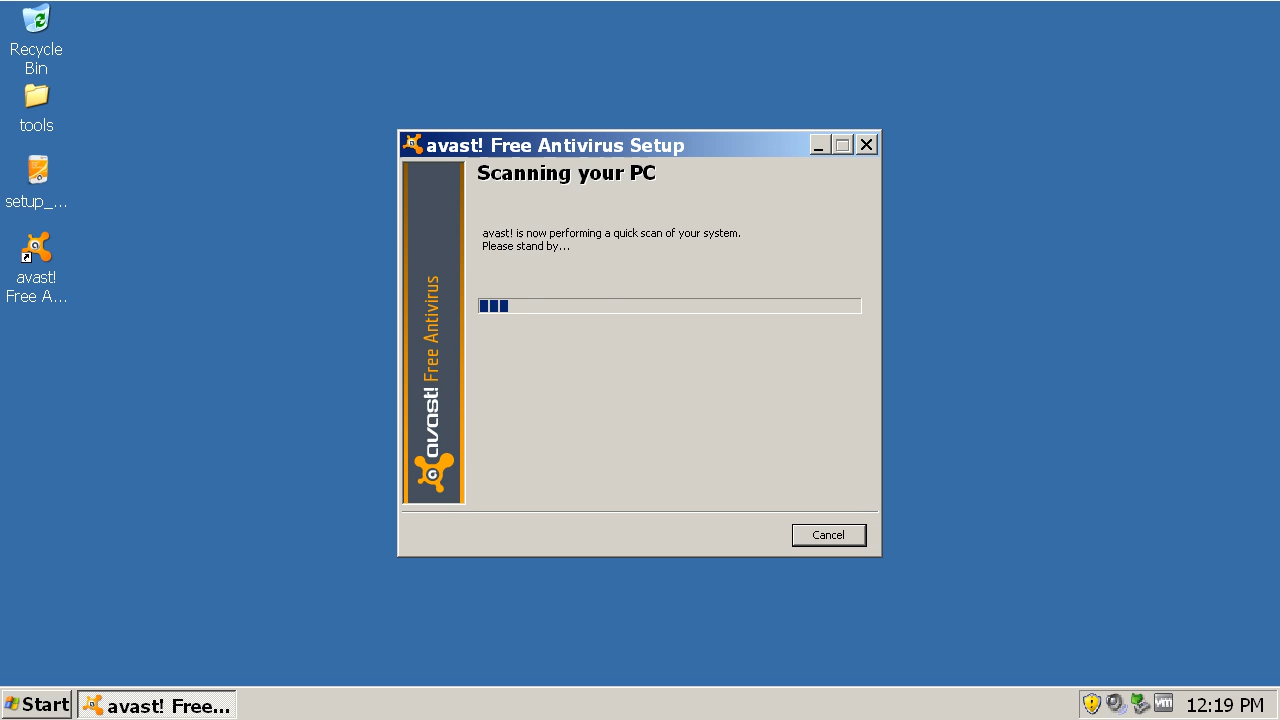 Recycle
Bin
tools
setup_...
avast!
Free A...
avast! Free Antivirus Setup
Scanning your PC
avast! is now performing a quick scan of your system.
Please stand by...
avast! Free Antivirus
Cancel
Start
avast! Free...
vm
12:19 PM